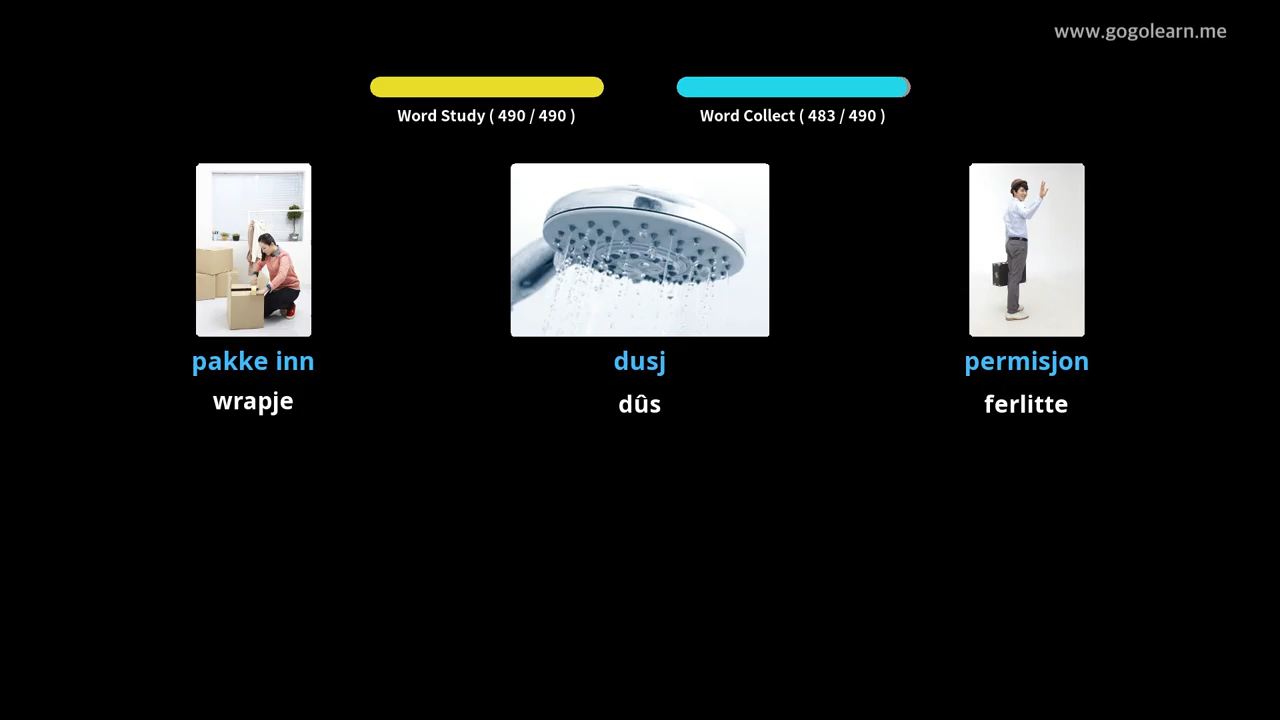 www.gogolearn.me
Word Study ( 490 / 490 )
Word Collect ( 483 / 490 )
pakke inn
wrapje
dusj
dûs
permisjon
ferlitte